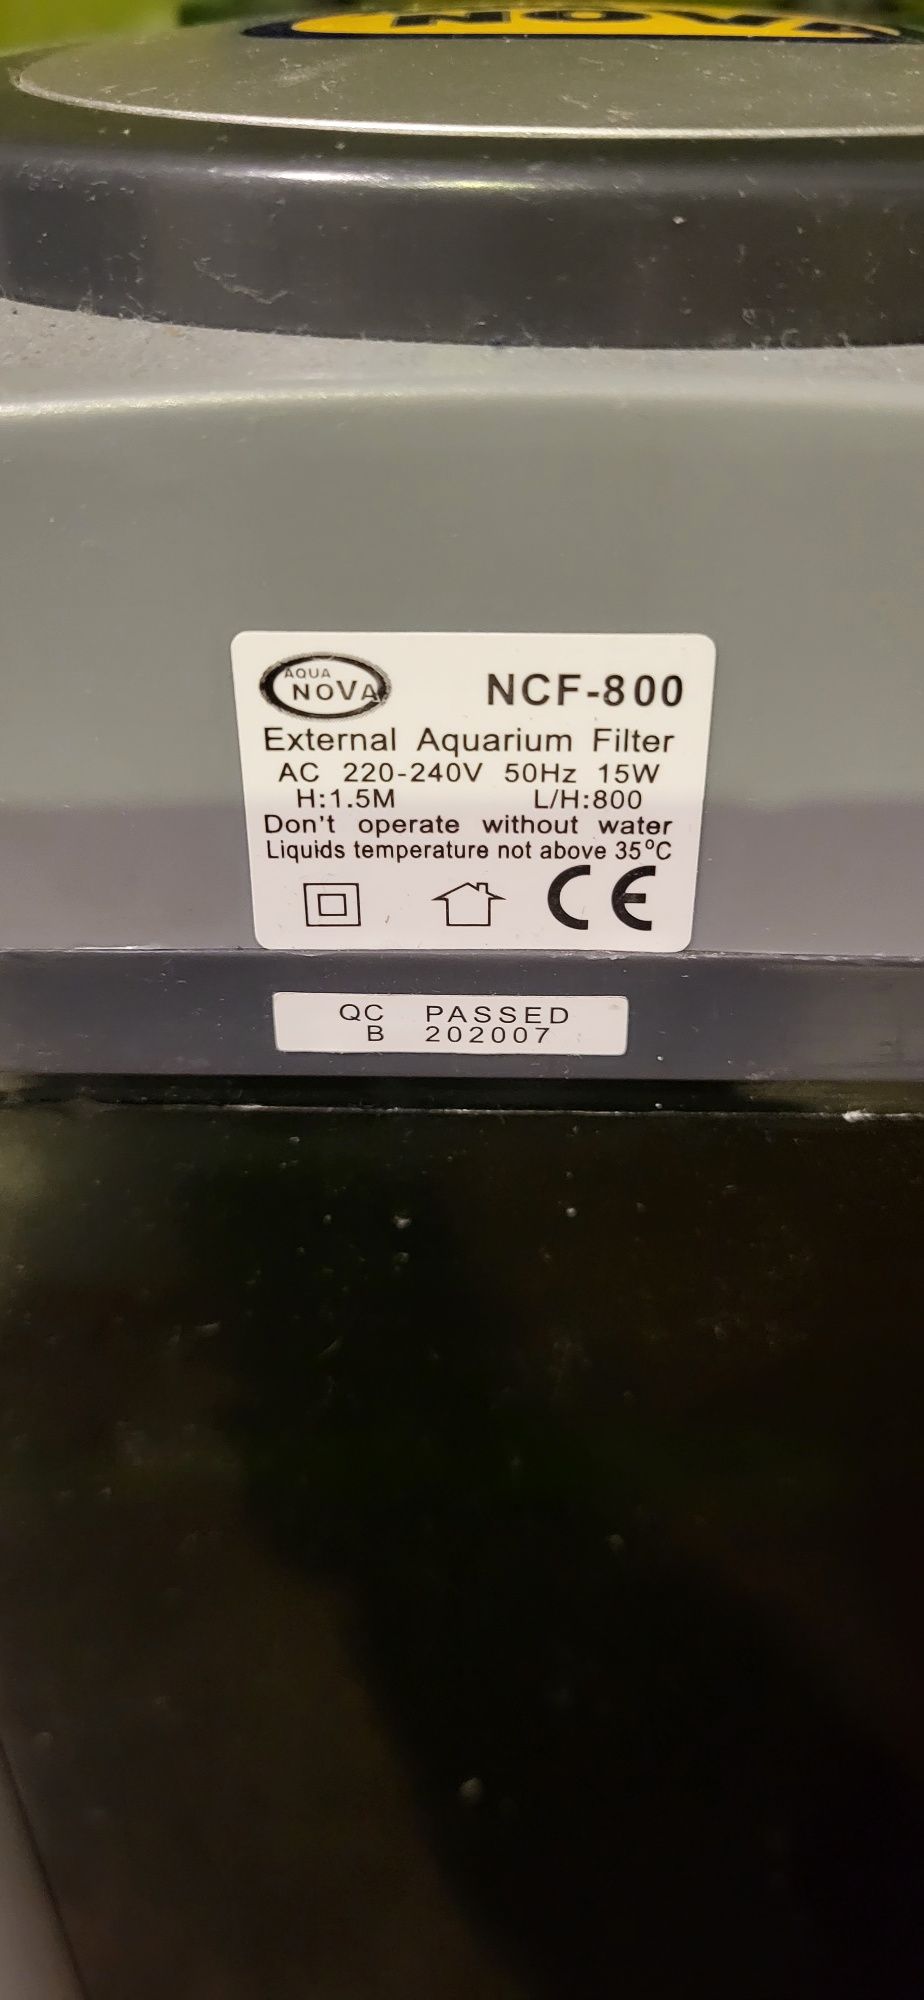 NOVA
AQUA
NOVA
NCF-800
External Aquarium Filter
AC 220-240V 50Hz 15W
H:1.5M L/H:800
Don't operate without water
Liquids temperature not above 35°C
CE
QC PASSED
B 202007